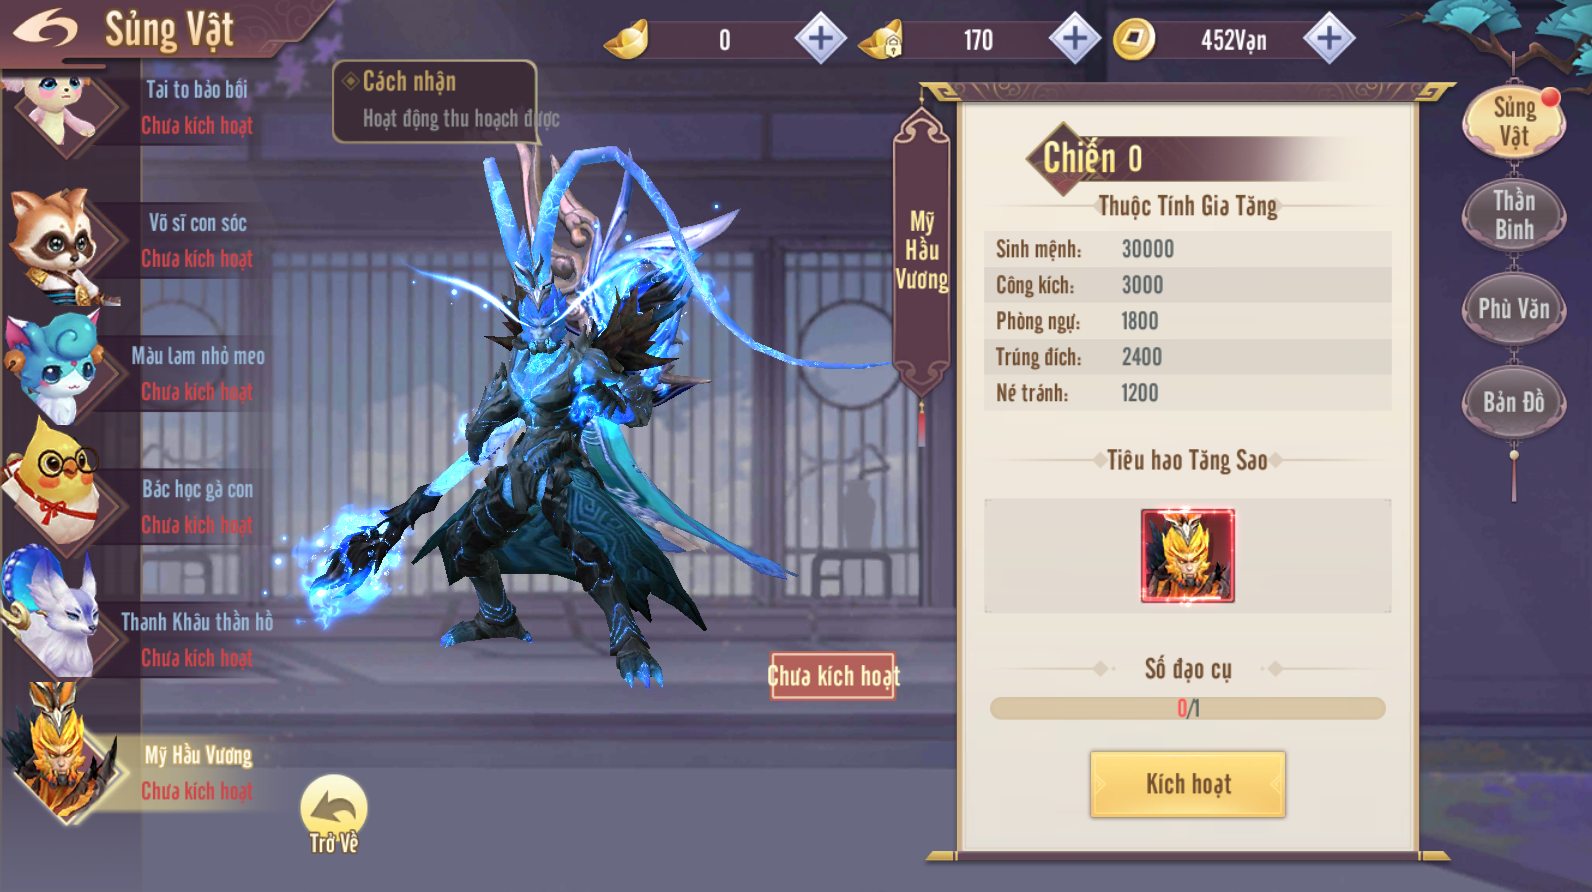 Sủng Vật
0
170
452Vạn
Tai to bảo bối
Chưa kích hoạt
Võ sĩ con sóc
Chưa kích hoạt
Màu lam nhỏ mèo
Chưa kích hoạt
Bác học gà con
Chưa kích hoạt
Thanh Khâu thần hồ
Chưa kích hoạt
Mỹ Hầu Vương
Chưa kích hoạt
Cách nhận
Hoạt động thu hoạch được
Mỹ
Hầu
Vương
Chưa kích hoạt
Trở Về
Chiến 0
Thuộc Tính Gia Tăng
Sinh mệnh: 30000
Công kích: 3000
Phòng ngự: 1800
Trúng đích: 2400
Né tránh: 1200
Tiêu hao Tăng Sao
Số đạo cụ
0/1
Kích hoạt
Sủng
Vật
Thần
Binh
Phù Văn
Bản Đồ